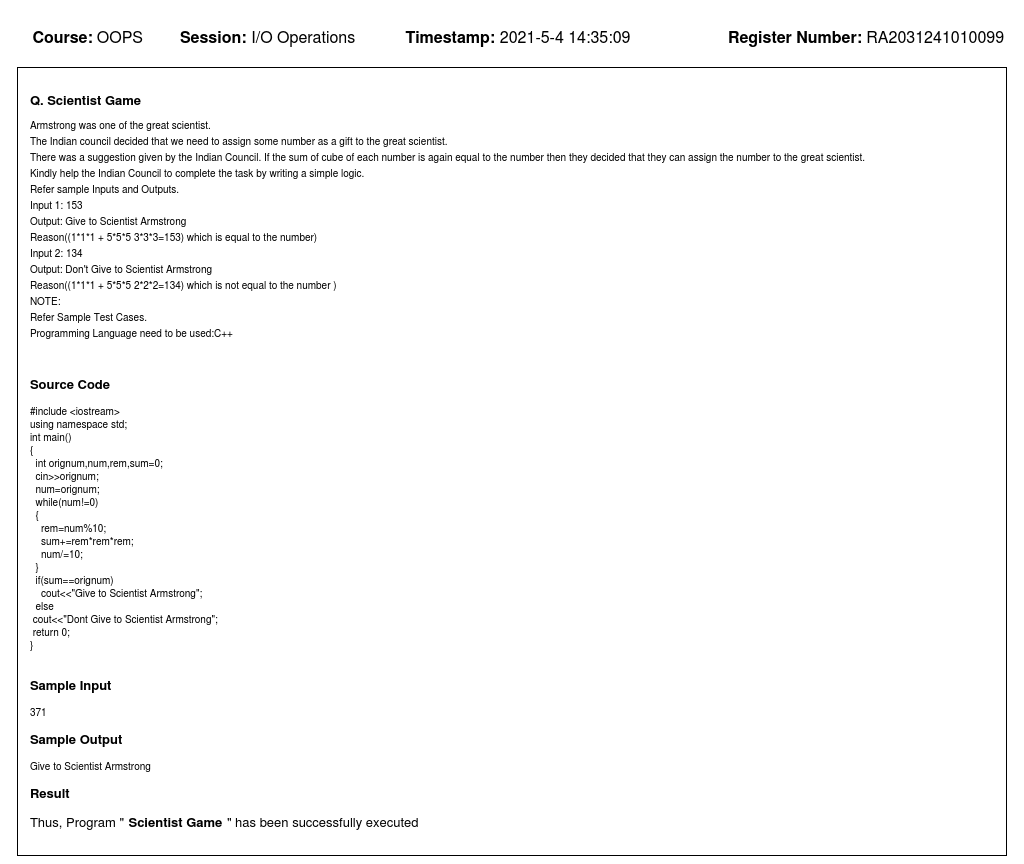 Course: OOPS Session: I/O Operations Timestamp: 2021-5-4 14:35:09 Register Number: RA2031241010099
Q. Scientist Game
Armstrong was one of the great scientist.
The Indian council decided that we need to assign some number as a gift to the great scientist.
There was a suggestion given by the Indian Council. If the sum of cube of each number is again equal to the number then they decided that they can assign the number to the great scientist.
Kindly help the Indian Council to complete the task by writing a simple logic.
Refer sample Inputs and Outputs.
Input 1: 153
Output: Give to Scientist Armstrong
Reason((1*1*1 + 5*5*5 3*3*3=153) which is equal to the number)
Input 2: 134
Output: Don't Give to Scientist Armstrong
Reason((1*1*1 + 5*5*5 2*2*2=134) which is not equal to the number )
NOTE:
Refer Sample Test Cases.
Programming Language need to be used:C++
Source Code
#include <iostream>
using namespace std;
int main()
{
int orignum,num,rem,sum=0;
cin>>orignum;
num=orignum;
while(num!=0)
{
rem=num%10;
sum+=rem*rem*rem;
num/=10;
}
if(sum==orignum)
cout<<"Give to Scientist Armstrong";
else
cout<<"Dont Give to Scientist Armstrong";
return 0;
}
Sample Input
371
Sample Output
Give to Scientist Armstrong
Result
Thus, Program " Scientist Game " has been successfully executed